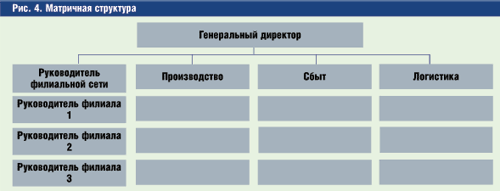 Рис. 4. Матричная структура
Генеральный директор
Руководитель
филиальной сети
Производство
Сбыт
Логистика
Руководитель филиала
1
Руководитель филиала
2
Руководитель филиала
3